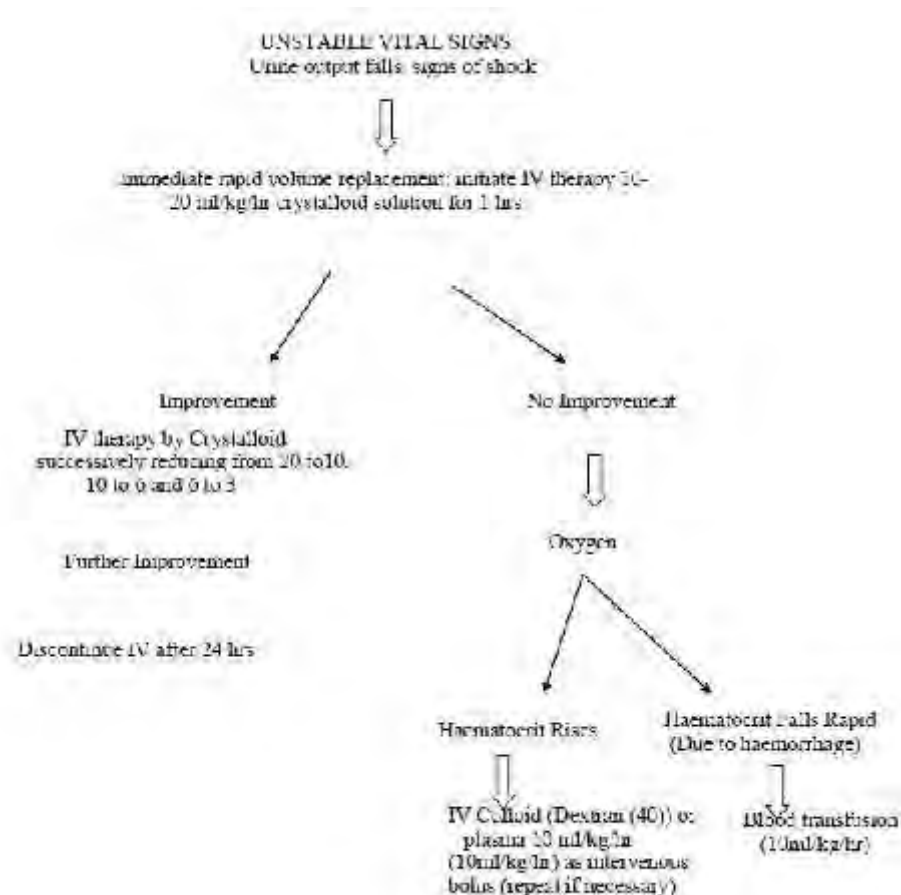 UNSTABLE VITAL SIGNS
Urine output falls, signs of shock
Immediate rapid volume replacement: initiate IV therapy 10-
20 ml/kg/hr crystalloid solution for 1 hrs
Improvement
No Improvement
IV therapy by Crystalloid
successively reducing from 20 to10,
10 to 6 and 6 to 3
Oxygen
Further Improvement
Discontinue IV after 24 hrs
Haematocrit Rises
Haematocrit Falls Rapid
(Due to haemorrhage)
IV Colloid (Dextran (40)) or
plasma 10 ml/kg/hr
(10ml/kg/hr) as intervenous
bolus (repeat if necessary)
Blood transfusion
(10ml/kg/hr)